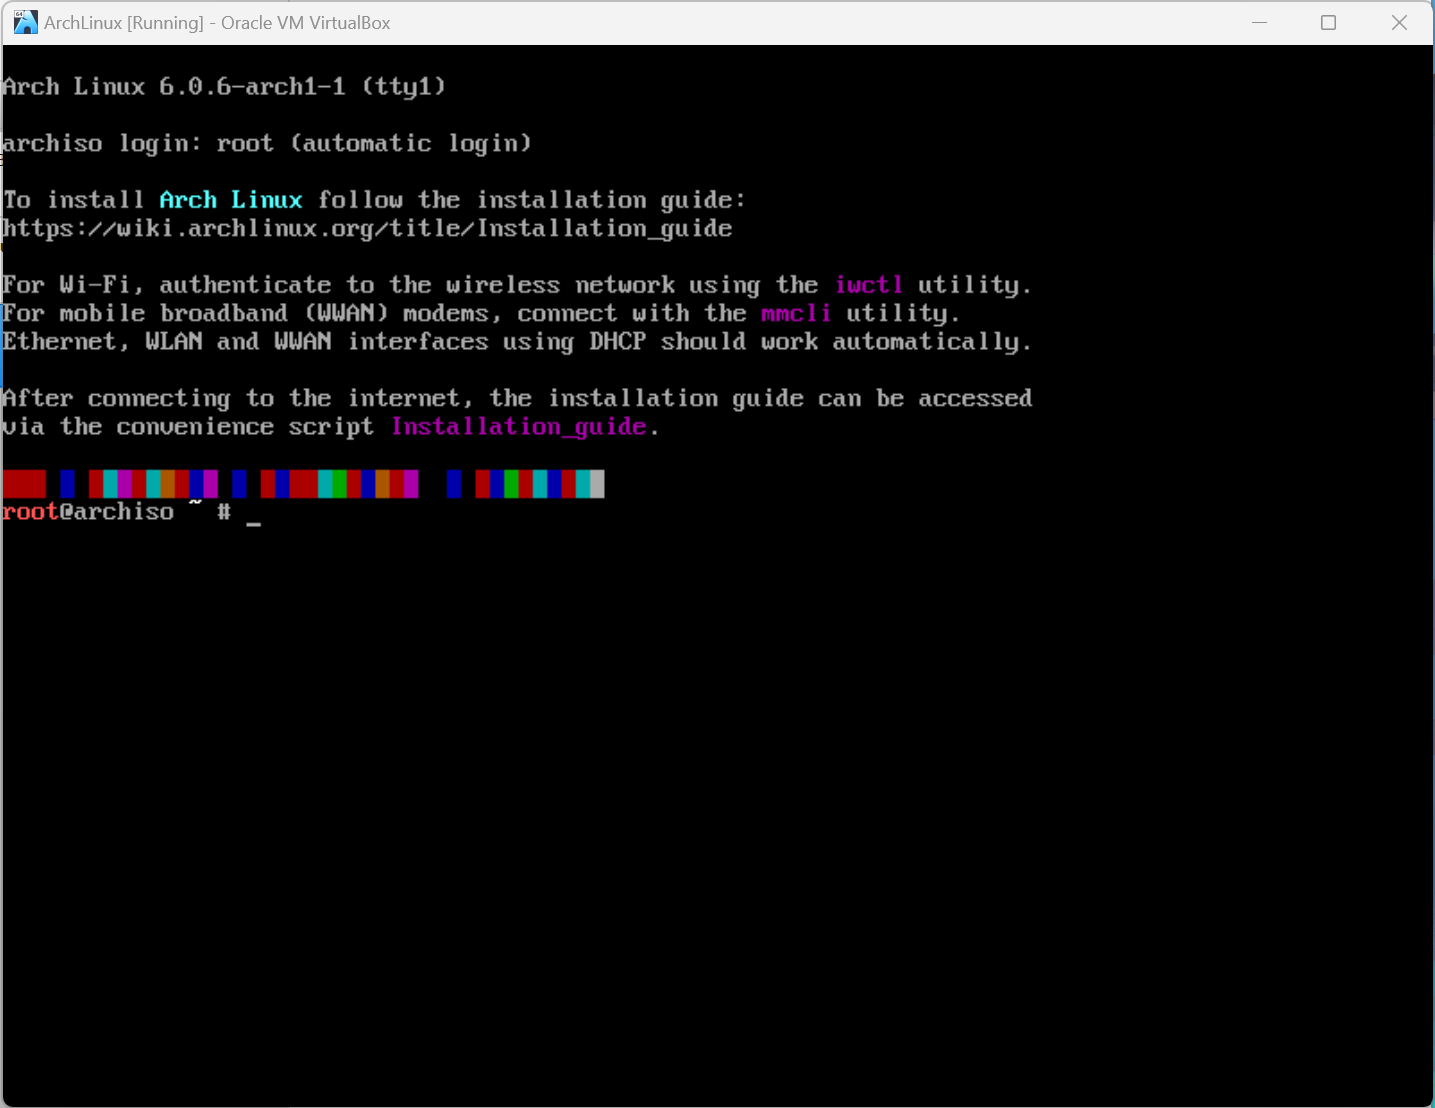 ArchLinux [Running] - Oracle VM VirtualBox
Arch Linux 6.0.6-arch1-1 (tty1)
archiso login: root (automatic login)
To install Arch Linux follow the installation guide:
https://wiki.archlinux.org/title/Installation_guide
For Wi-Fi, authenticate to the wireless network using the iwctl utility.
For mobile broadband (WWAN) modems, connect with the mmcli utility.
Ethernet, WLAN and WWAN interfaces using DHCP should work automatically.
After connecting to the internet, the installation guide can be accessed
via the convenience script Installation_guide.
root@archiso ~ # _